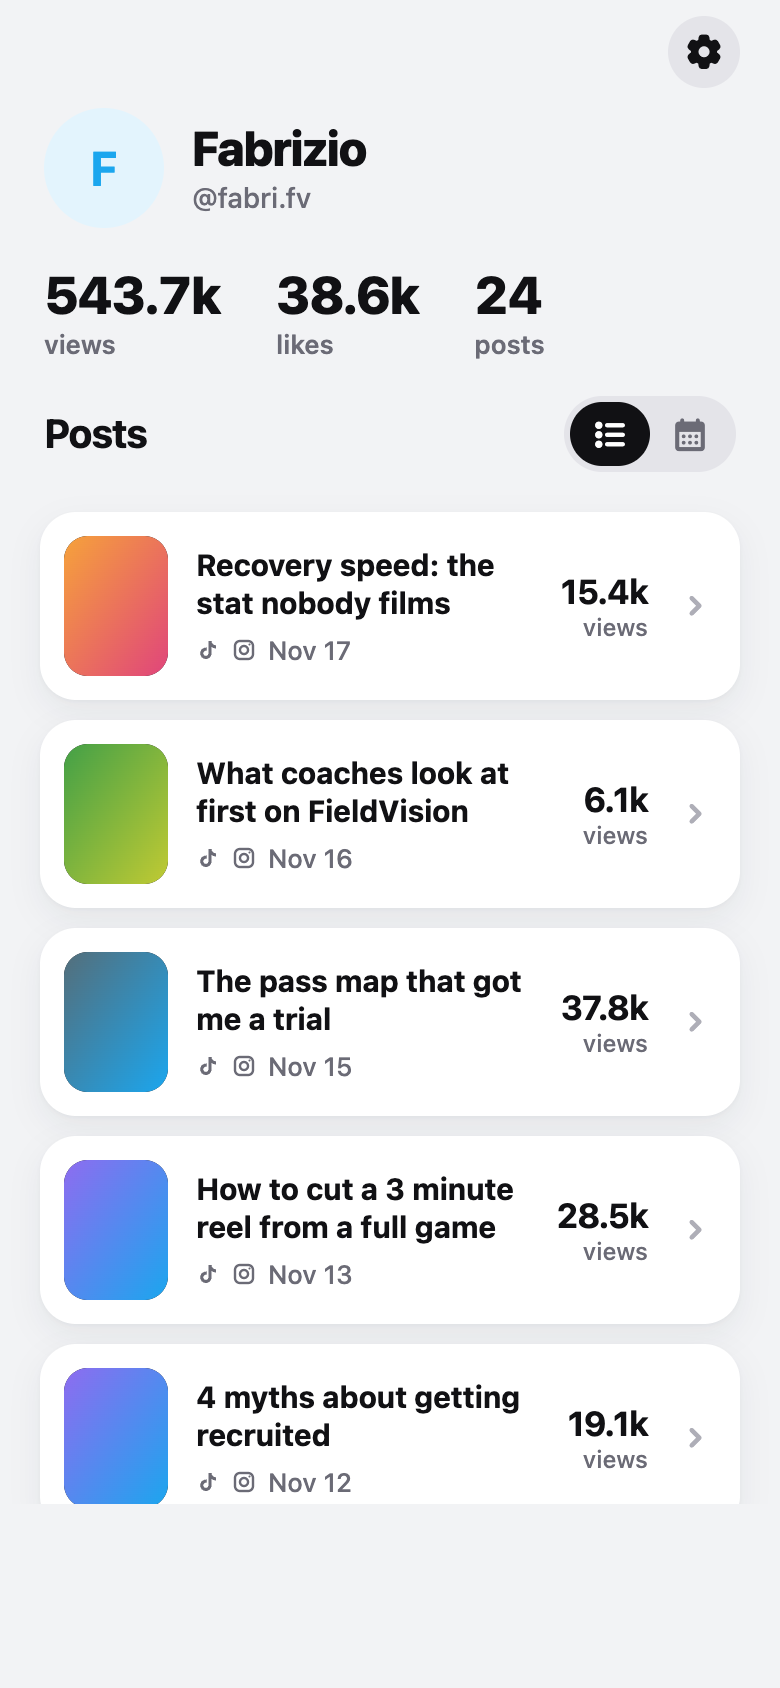 F
Fabrizio
@fabri.fv
543.7k
views
38.6k
likes
24
posts
Posts
Recovery speed: the
stat nobody films
Nov 17
15.4k
views
What coaches look at
first on FieldVision
Nov 16
6.1k
views
The pass map that got
me a trial
Nov 15
37.8k
views
How to cut a 3 minute
reel from a full game
Nov 13
28.5k
views
4 myths about getting
recruited
Nov 12
19.1k
views